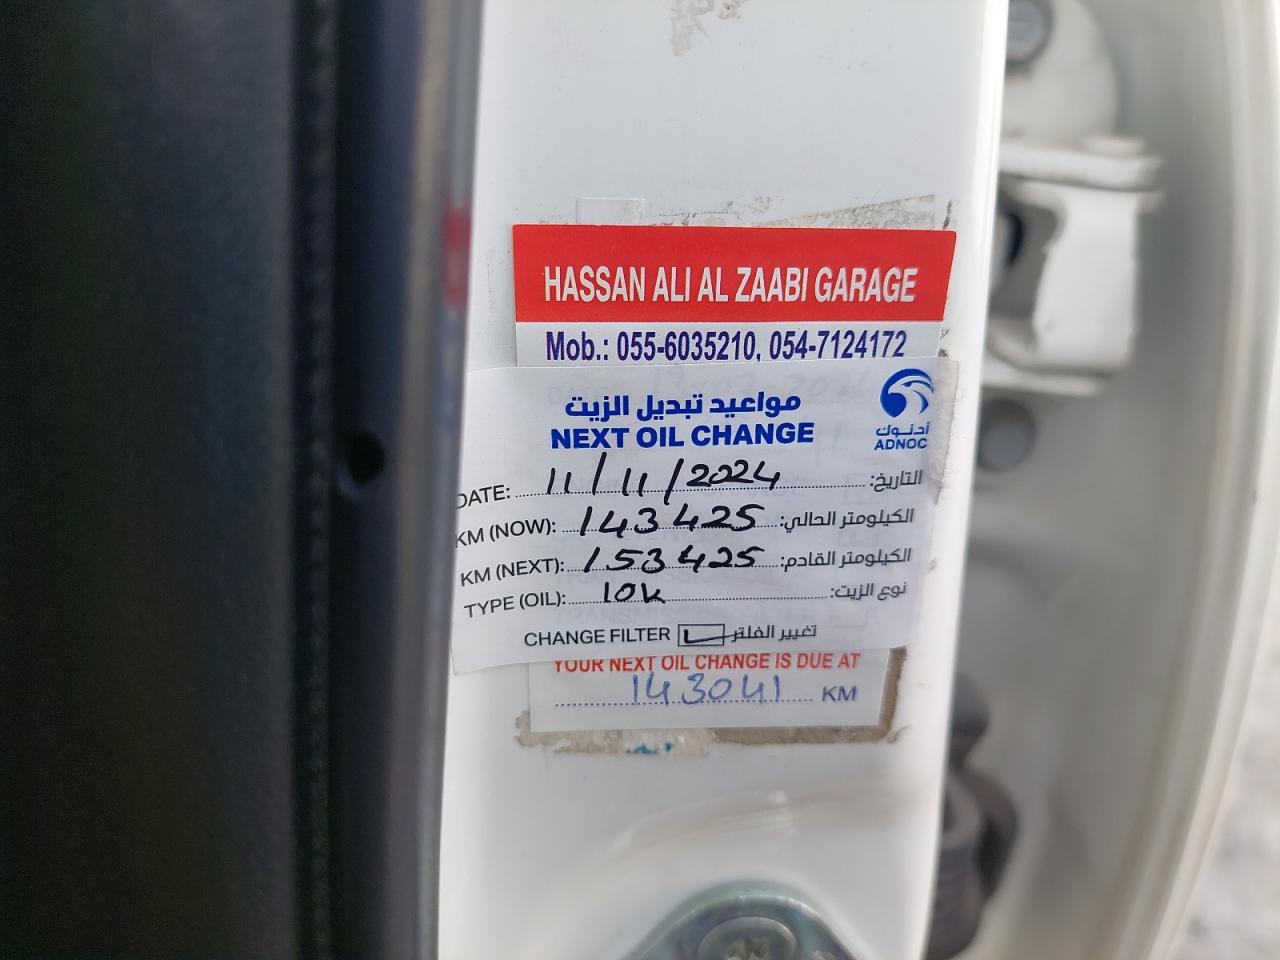 HASSAN ALI AL ZAABI GARAGE
Mob.: 055-6035210, 054-7124172
مواعيد تبديل الزيت
NEXT OIL CHANGE
أدنوك
ADNOC
DATE: 11/11/2024 التاريخ:
KM (NOW): 143425 الكيلومتر الحالي:
KM (NEXT): 153425 الكيلومتر القادم:
TYPE (OIL): 10K نوع الزيت:
CHANGE FILTER تغيير الفلتر
YOUR NEXT OIL CHANGE IS DUE AT
143041 KM